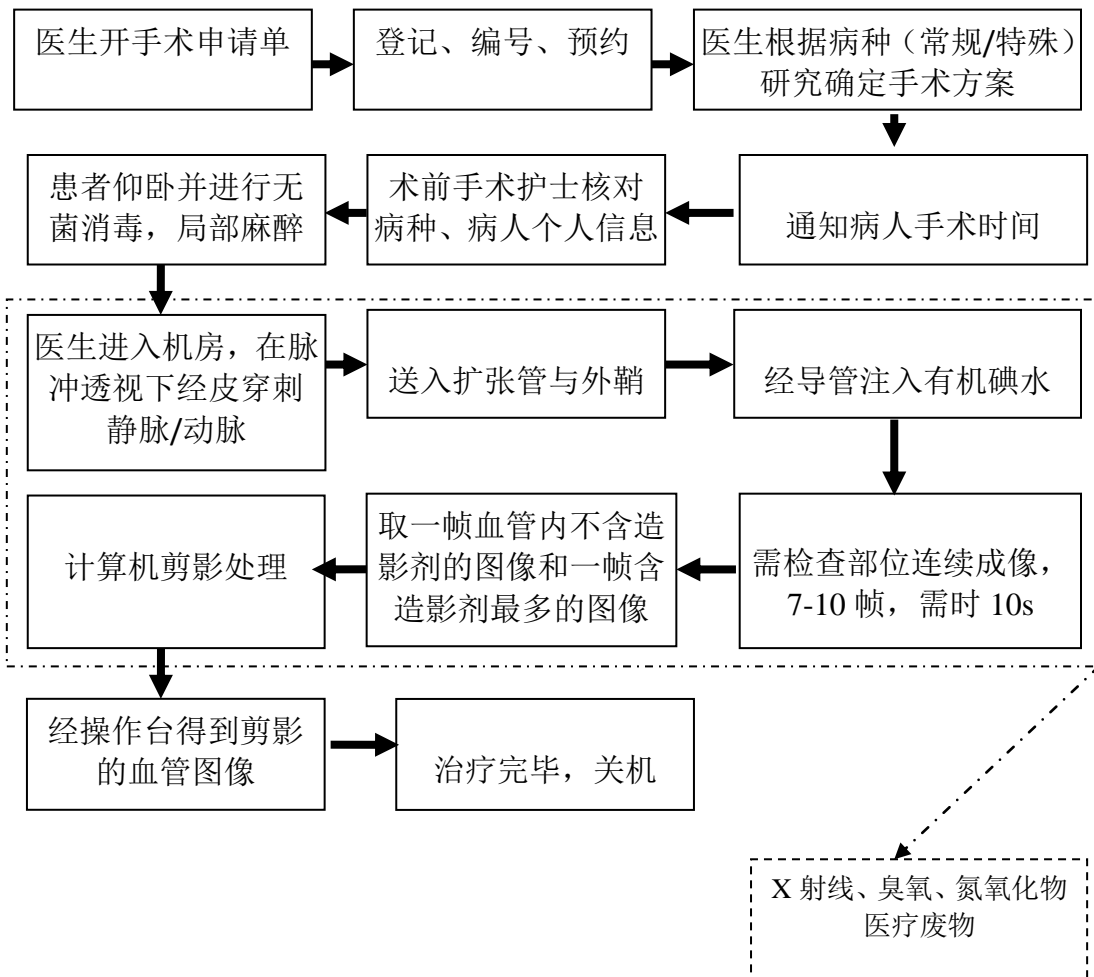 医生开手术申请单
登记、编号、预约
医生根据病种（常规/特殊）
研究确定手术方案
患者仰卧并进行无
菌消毒，局部麻醉
术前手术护士核对
病种、病人个人信息
通知病人手术时间
医生进入机房，在脉
冲透视下经皮穿刺
静脉/动脉
送入扩张管与外鞘
经导管注入有机碘水
计算机剪影处理
取一帧血管内不含造
影剂的图像和一帧含
造影剂最多的图像
需检查部位连续成像，
7-10 帧，需时 10s
经操作台得到剪影
的血管图像
治疗完毕，关机
X 射线、臭氧、氮氧化物
医疗废物